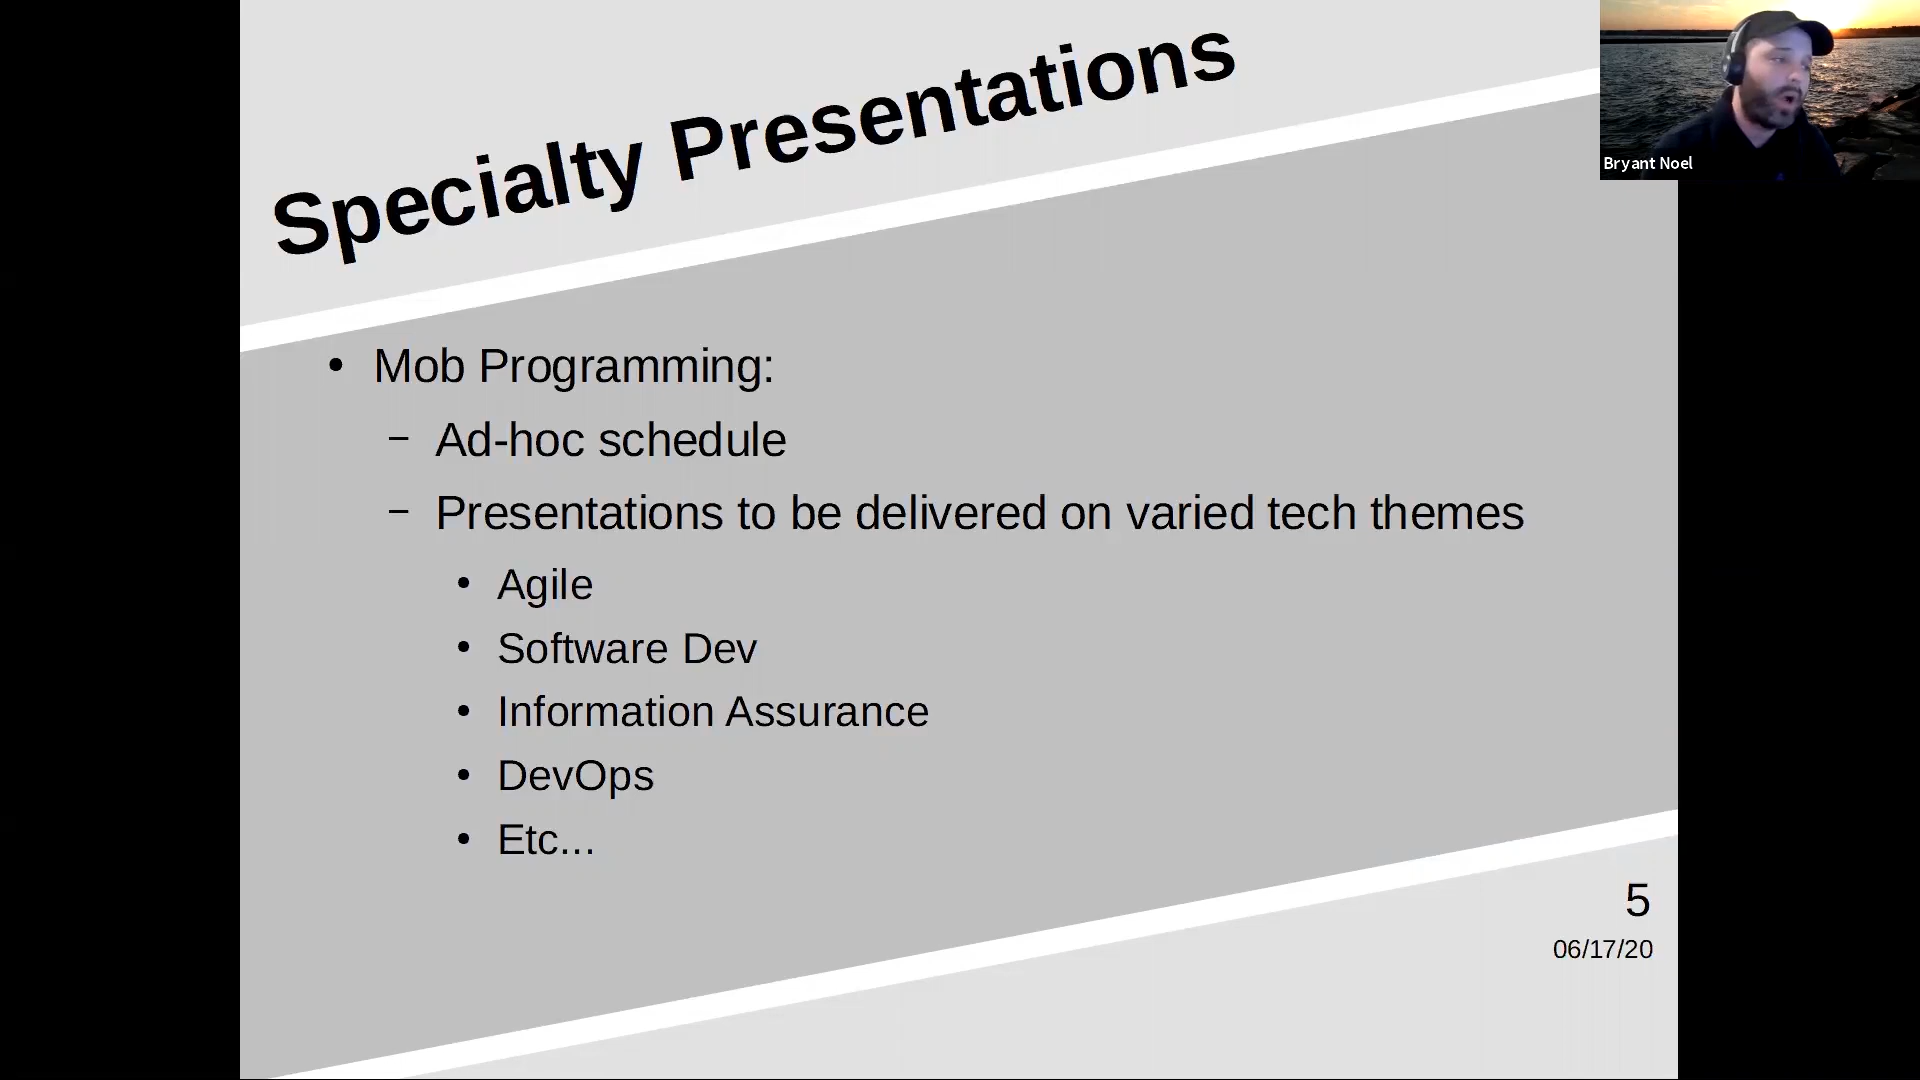 Specialty Presentations
Bryant Noel
• Mob Programming:
– Ad-hoc schedule
– Presentations to be delivered on varied tech themes
• Agile
• Software Dev
• Information Assurance
• DevOps
• Etc...
5
06/17/20